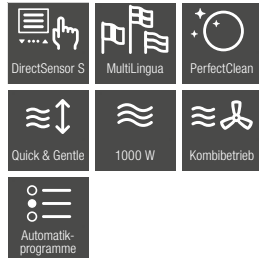 DirectSensor S
MultiLingua
PerfectClean
Quick & Gentle
1000 W
Kombibetrieb
Automatik-
programme